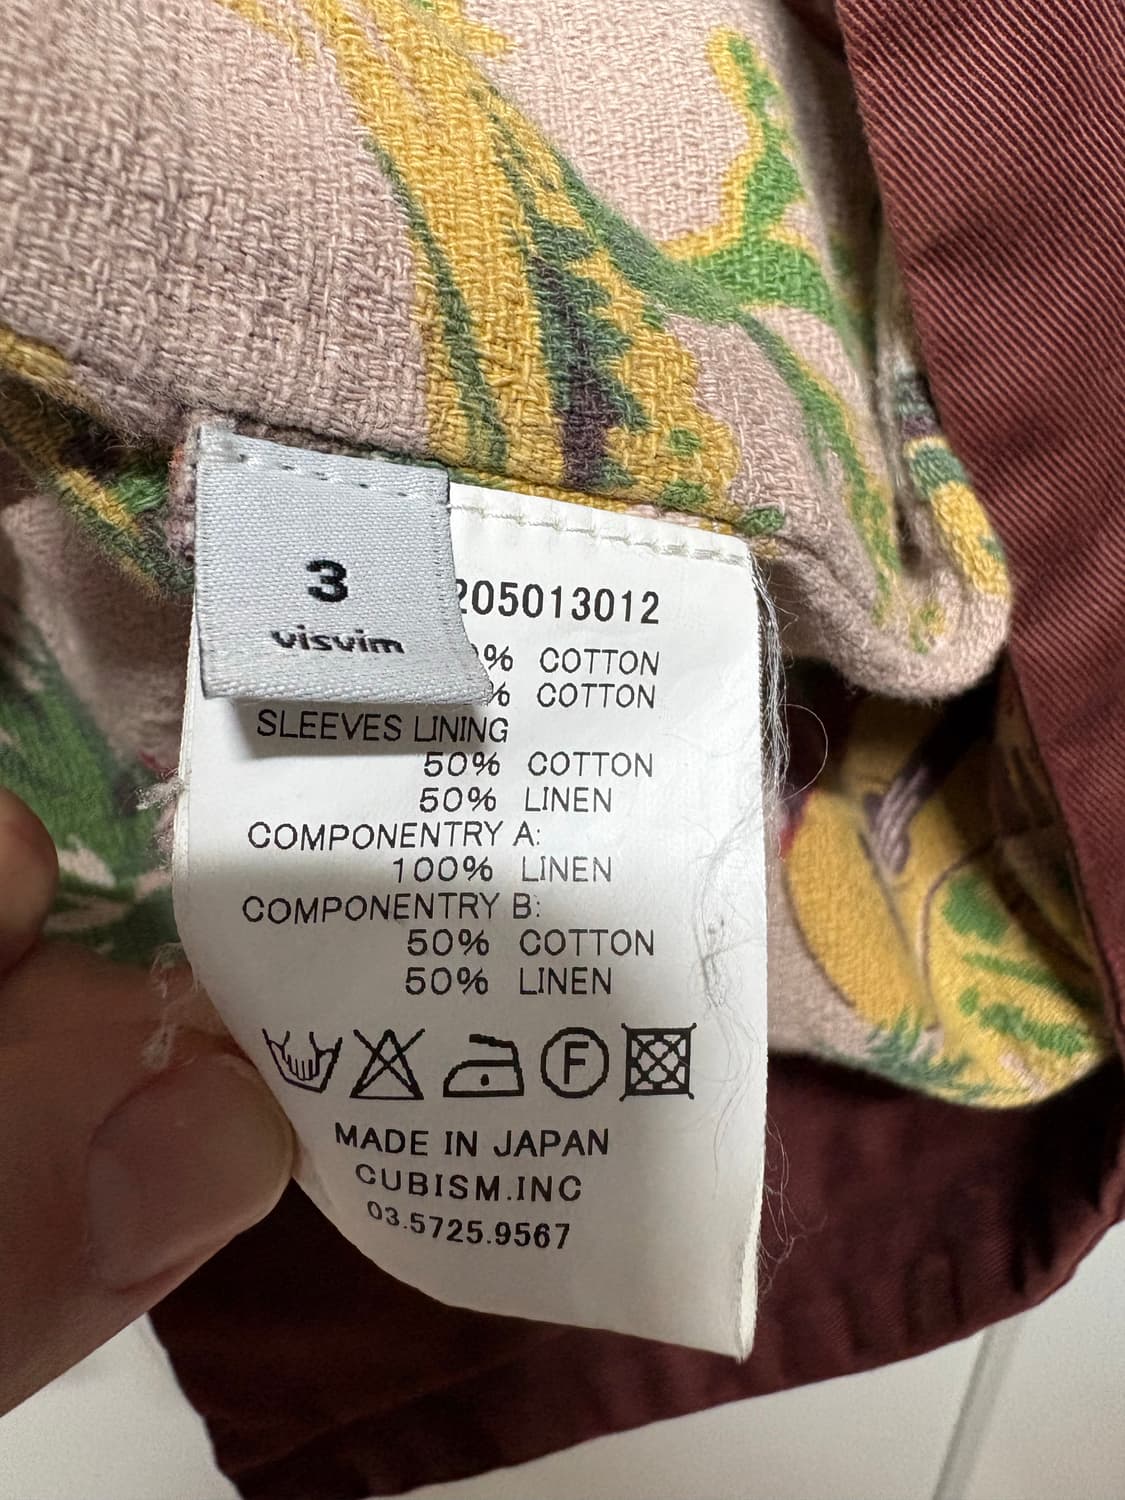 3
visvim
205013012
% COTTON
% COTTON
SLEEVES LINING
50% COTTON
50% LINEN
COMPONENTRY A:
100% LINEN
COMPONENTRY B:
50% COTTON
50% LINEN
F
MADE IN JAPAN
CUBISM.INC
03.5725.9567